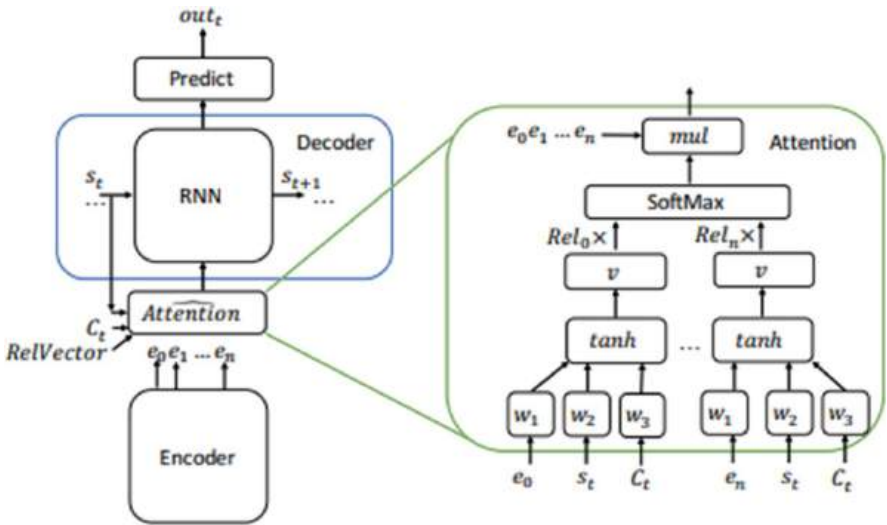 out_t
Predict
Decoder
s_t
...
RNN
s_{t+1}
...
Attention
C_t
RelVector
e_0 e_1 ... e_n
Encoder
e_0 e_1 ... e_n
mul
Attention
SoftMax
Rel_0×
Rel_n×
v
v
tanh
...
tanh
w_1
w_2
w_3
w_1
w_2
w_3
e_0
s_t
C_t
e_n
s_t
C_t